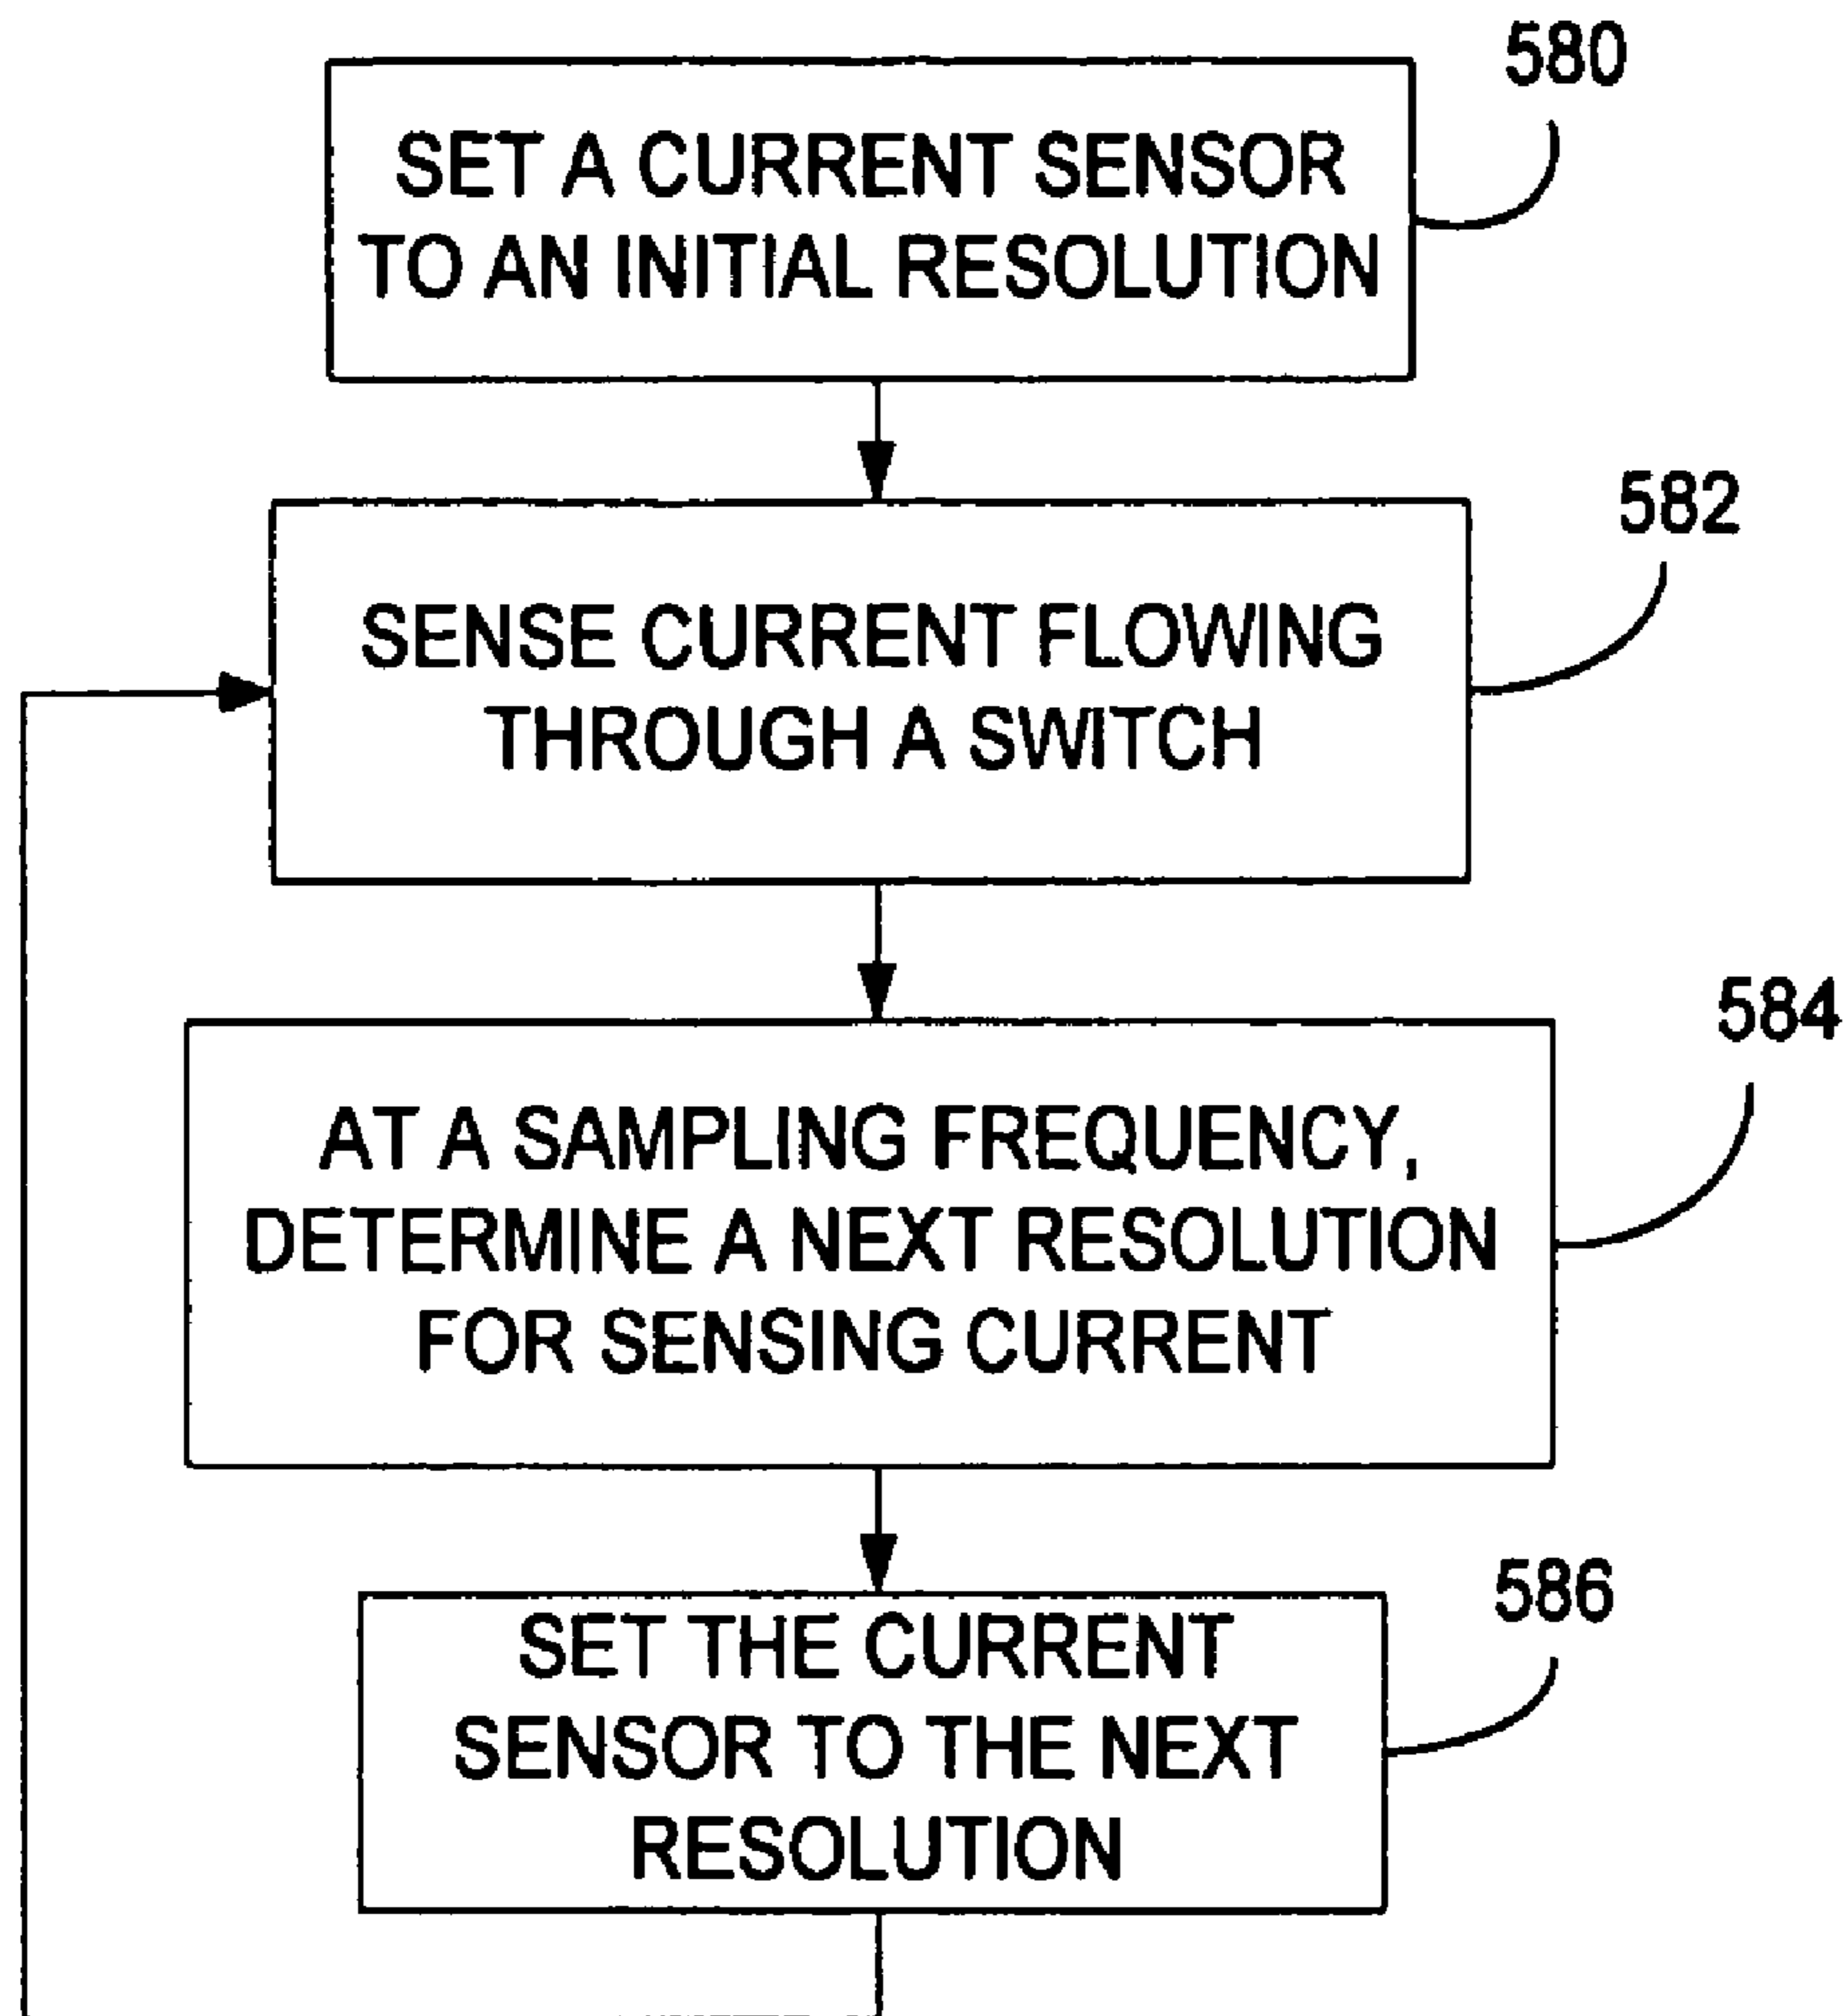 580
SET A CURRENT SENSOR
TO AN INITIAL RESOLUTION
582
SENSE CURRENT FLOWING
THROUGH A SWITCH
584
AT A SAMPLING FREQUENCY,
DETERMINE A NEXT RESOLUTION
FOR SENSING CURRENT
586
SET THE CURRENT
SENSOR TO THE NEXT
RESOLUTION